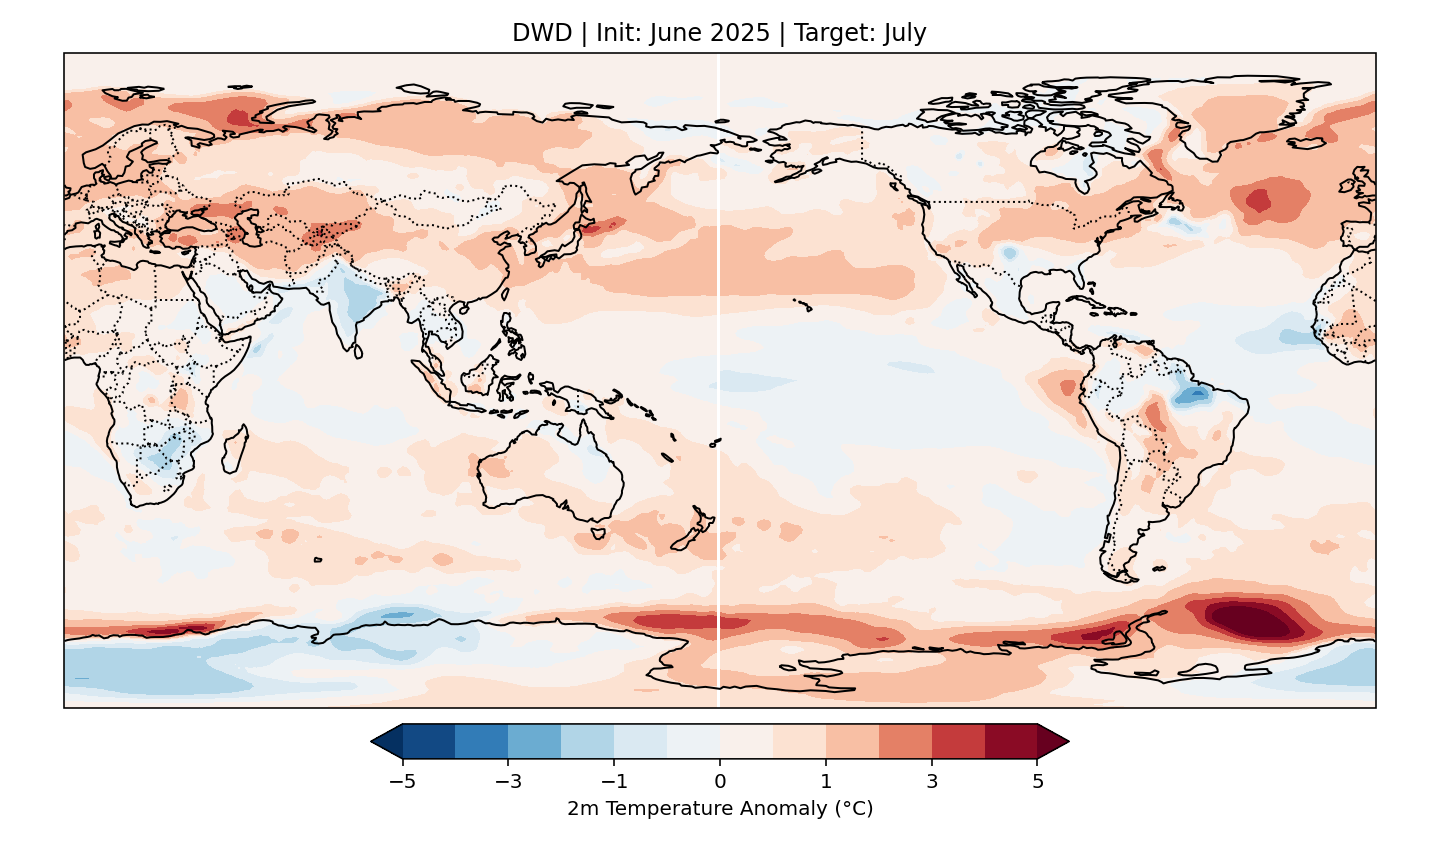 DWD | Init: June 2025 | Target: July
−5 −3 −1 0 1 3 5
2m Temperature Anomaly (°C)